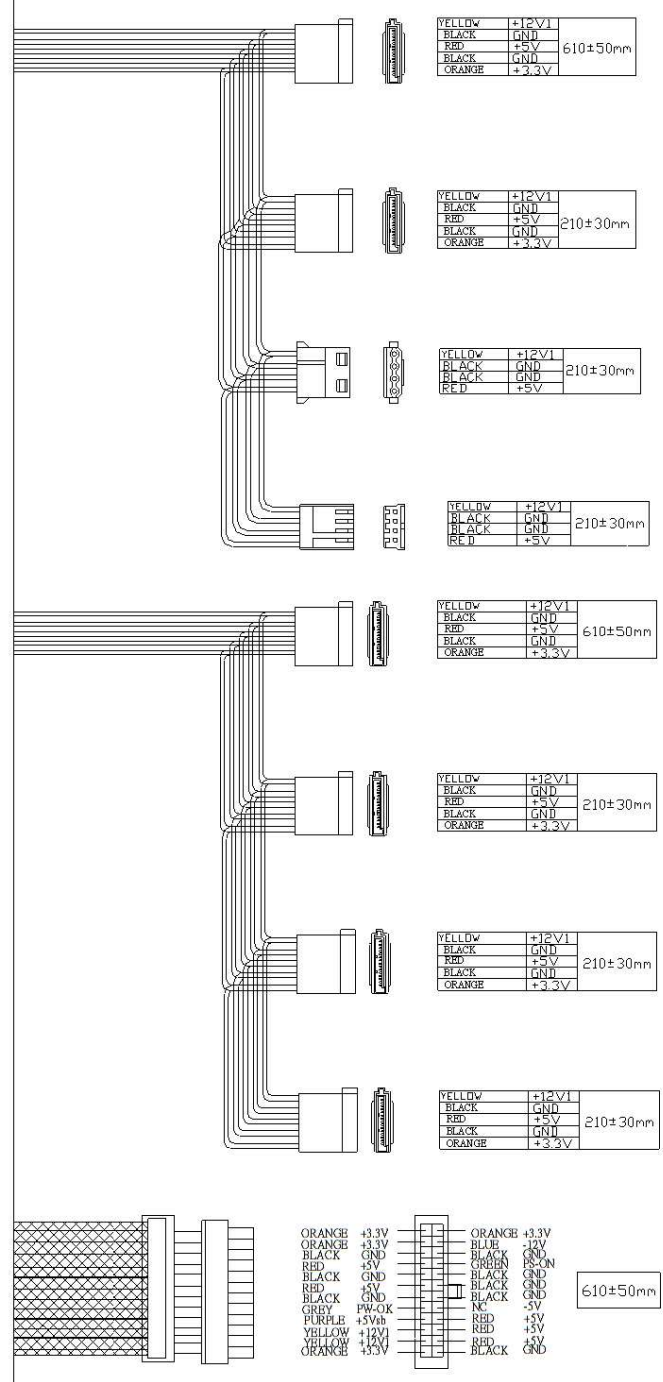 YELLOW +12V1
BLACK GND
RED +5V 610±50mm
BLACK GND
ORANGE +3.3V
YELLOW +12V1
BLACK GND
RED +5V 210±30mm
BLACK GND
ORANGE +3.3V
YELLOW +12V1
BLACK GND
BLACK GND 210±30mm
RED +5V
YELLOW +12V1
BLACK GND
BLACK GND 210±30mm
RED +5V
YELLOW +12V1
BLACK GND
RED +5V 610±50mm
BLACK GND
ORANGE +3.3V
YELLOW +12V1
BLACK GND
RED +5V 210±30mm
BLACK GND
ORANGE +3.3V
YELLOW +12V1
BLACK GND
RED +5V 210±30mm
BLACK GND
ORANGE +3.3V
YELLOW +12V1
BLACK GND
RED +5V 210±30mm
BLACK GND
ORANGE +3.3V
ORANGE +3.3V ORANGE +3.3V
ORANGE +3.3V BLUE -12V
BLACK GND BLACK GND
RED +5V GREEN PS-ON
BLACK GND BLACK GND
RED +5V BLACK GND
BLACK GND BLACK GND 610±50mm
GREY PW-OK NC -5V
PURPLE +5Vsb RED +5V
YELLOW +12V1 RED +5V
YELLOW +12V1 RED +5V
ORANGE +3.3V BLACK GND